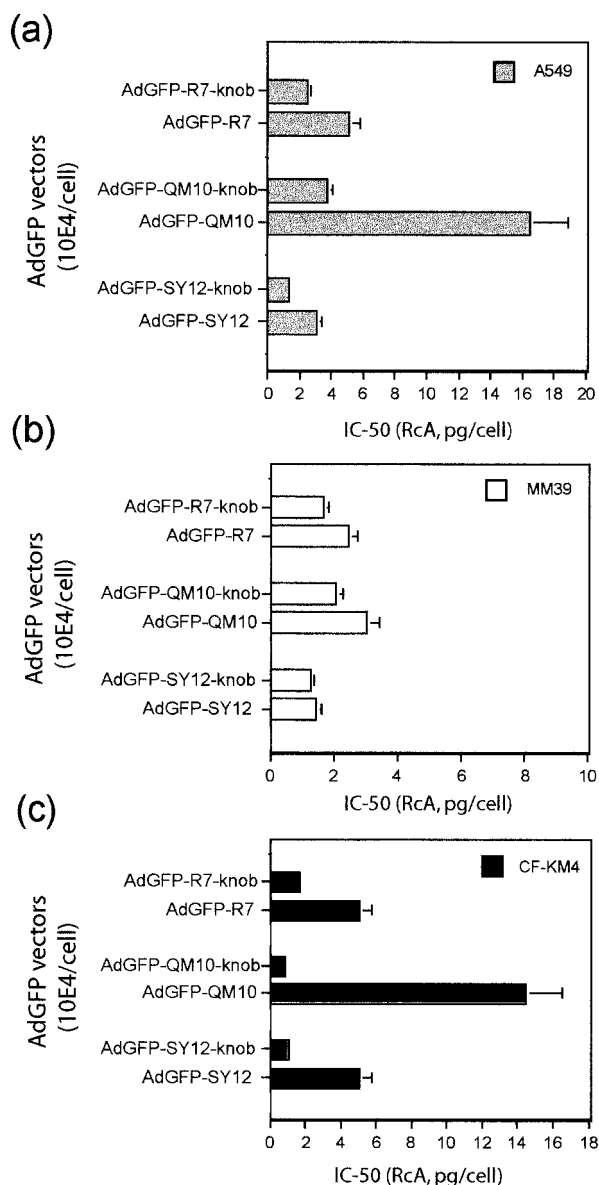 (a)
A549
AdGFP vectors
(10E4/cell)
AdGFP-R7-knob
AdGFP-R7
AdGFP-QM10-knob
AdGFP-QM10
AdGFP-SY12-knob
AdGFP-SY12
0 2 4 6 8 10 12 14 16 18 20
IC-50 (RcA, pg/cell)
(b)
MM39
AdGFP vectors
(10E4/cell)
AdGFP-R7-knob
AdGFP-R7
AdGFP-QM10-knob
AdGFP-QM10
AdGFP-SY12-knob
AdGFP-SY12
0 2 4 6 8 10
IC-50 (RcA, pg/cell)
(c)
CF-KM4
AdGFP vectors
(10E4/cell)
AdGFP-R7-knob
AdGFP-R7
AdGFP-QM10-knob
AdGFP-QM10
AdGFP-SY12-knob
AdGFP-SY12
0 2 4 6 8 10 12 14 16 18
IC-50 (RcA, pg/cell)